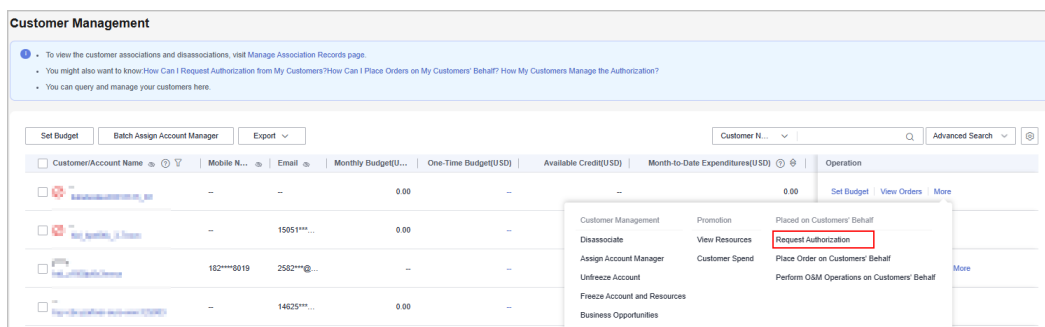 Customer Management
To view the customer associations and disassociations, visit Manage Association Records page.
You might also want to know:How Can I Request Authorization from My Customers?How Can I Place Orders on My Customers' Behalf? How My Customers Manage the Authorization?
You can query and manage your customers here.
Set Budget Batch Assign Account Manager Export Customer N... Advanced Search
Customer/Account Name Mobile N... Email Monthly Budget(U... One-Time Budget(USD) Available Credit(USD) Month-to-Date Expenditures(USD) Operation
-- -- -- 0.00 -- -- 0.00 Set Budget View Orders More
-- -- 15051***... 0.00 --
182****8019 2582***@... -- -- More
-- -- 14625***... 0.00 --
Customer Management Promotion Placed on Customers' Behalf
Disassociate View Resources Request Authorization
Assign Account Manager Customer Spend Place Order on Customers' Behalf
Unfreeze Account Perform O&M Operations on Customers' Behalf
Freeze Account and Resources
Business Opportunities